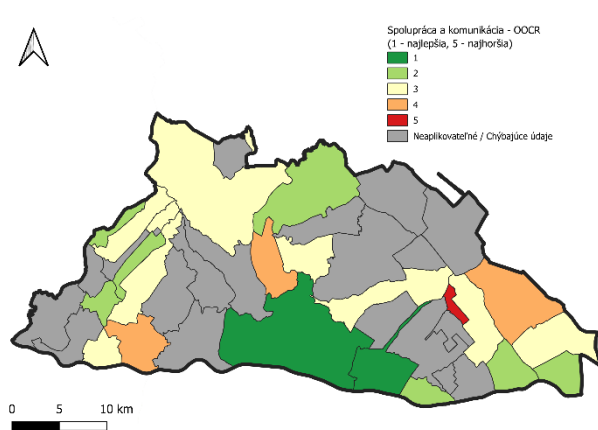 Spolupráca a komunikácia - OOCR
(1 - najlepšia, 5 - najhoršia)
1
2
3
4
5
Neaplikovateľné / Chýbajúce údaje
0 5 10 km